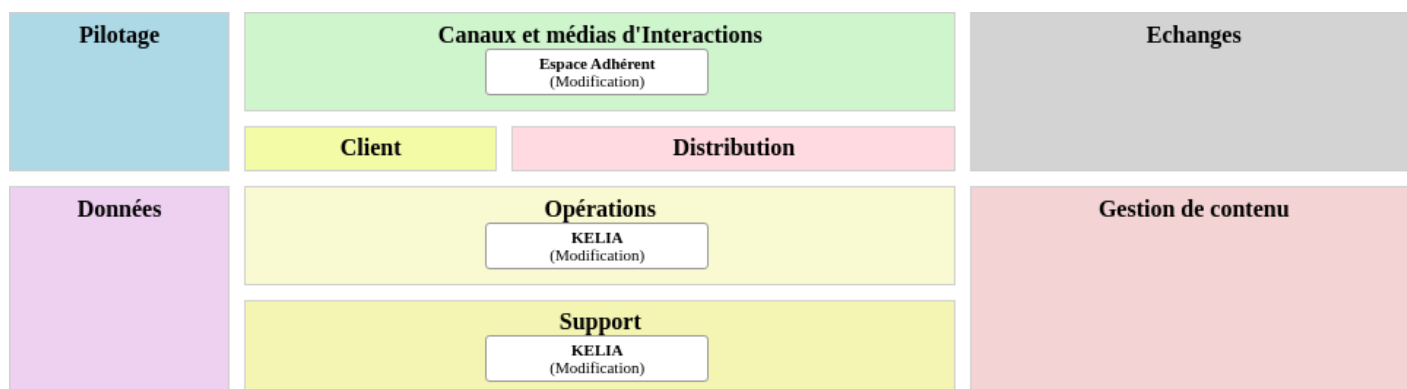 Pilotage
Canaux et médias d'Interactions
Espace Adhérent
(Modification)
Echanges
Client
Distribution
Données
Opérations
KELIA
(Modification)
Gestion de contenu
Support
KELIA
(Modification)